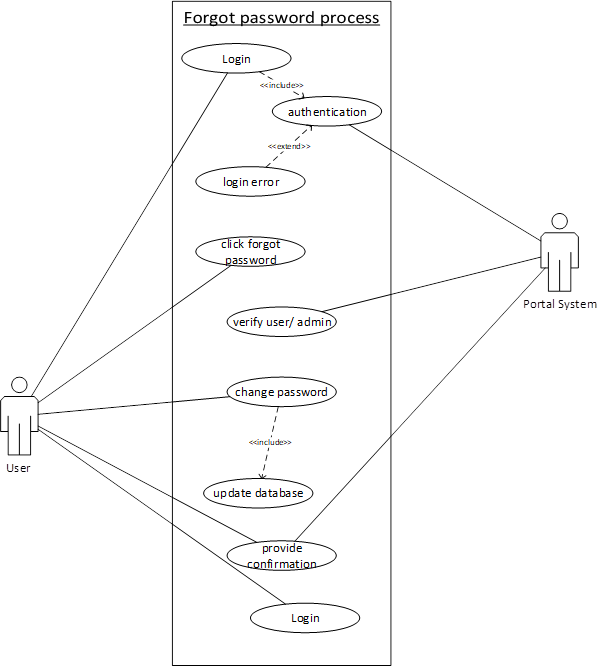 Forgot password process
Login
<<include>>
authentication
<<extend>>
login error
click forgot
password
verify user/ admin
Portal System
change password
<<include>>
User
update database
provide
confirmation
Login